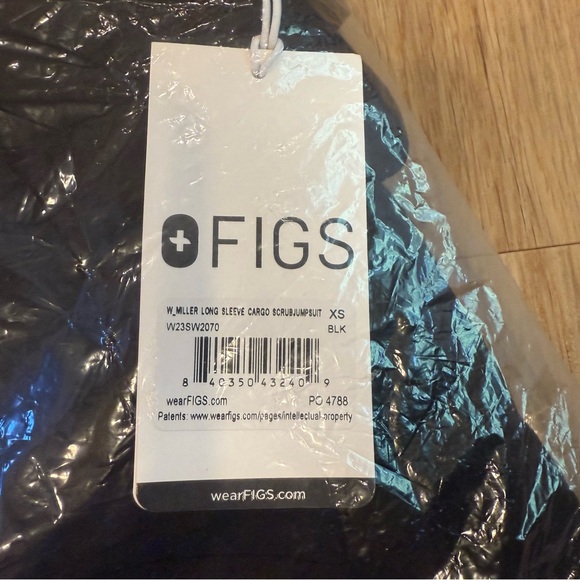 FIGS
W_MILLER LONG SLEEVE CARGO SCRUBJUMPSUIT XS
W23SW2070 BLK
8 40350 43240 9
wearFIGS.com PO 4788
Patents: www.wearfigs.com/pages/intellectual-property
wearFIGS.com